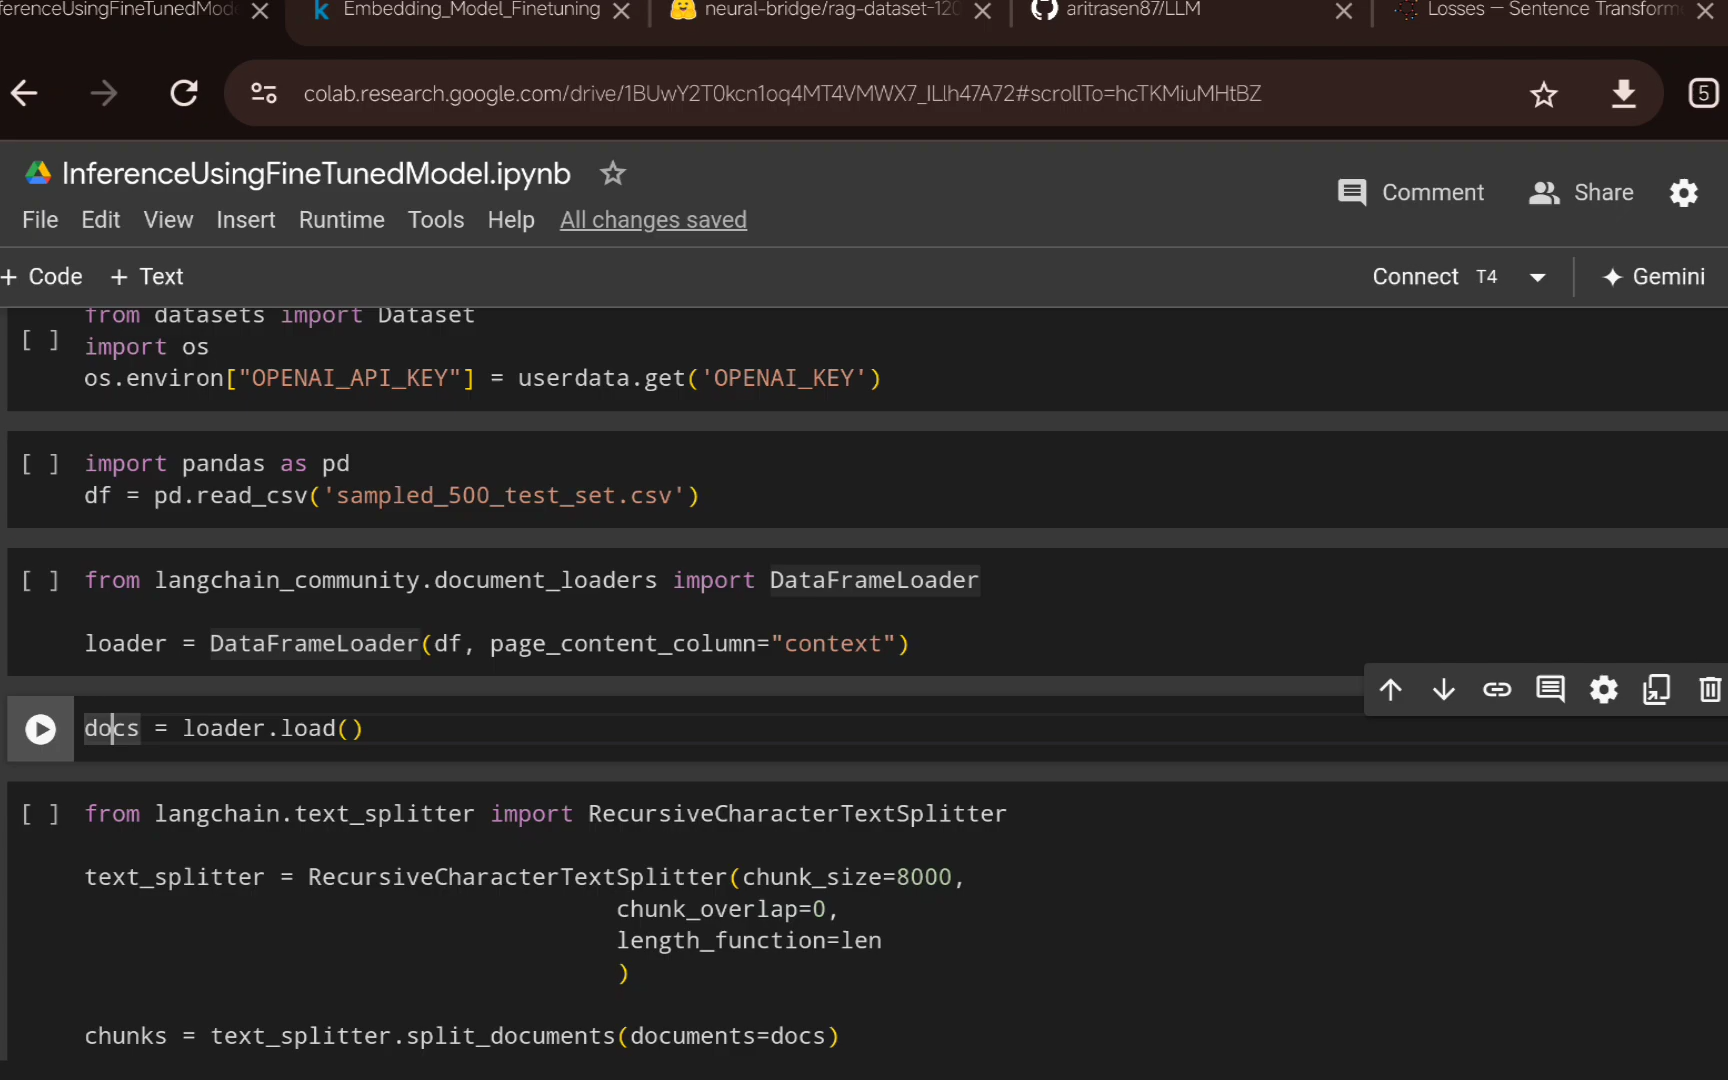 Embedding_Model_Finetuning
neural-bridge/rag-dataset-120
aritrasen87/LLM
Losses — Sentence Transform
colab.research.google.com/drive/1BUwY2T0kcn1oq4MT4VMWX7_ILlh47A72#scrollTo=hcTKMiuMHtBZ
5
InferenceUsingFineTunedModel.ipynb
Comment
Share
File Edit View Insert Runtime Tools Help All changes saved
+ Code + Text
Connect T4
Gemini
from datasets import Dataset
[ ] import os
os.environ["OPENAI_API_KEY"] = userdata.get('OPENAI_KEY')
[ ] import pandas as pd
df = pd.read_csv('sampled_500_test_set.csv')
[ ] from langchain_community.document_loaders import DataFrameLoader
loader = DataFrameLoader(df, page_content_column="context")
docs = loader.load()
[ ] from langchain.text_splitter import RecursiveCharacterTextSplitter
text_splitter = RecursiveCharacterTextSplitter(chunk_size=8000,
chunk_overlap=0,
length_function=len
)
chunks = text_splitter.split_documents(documents=docs)